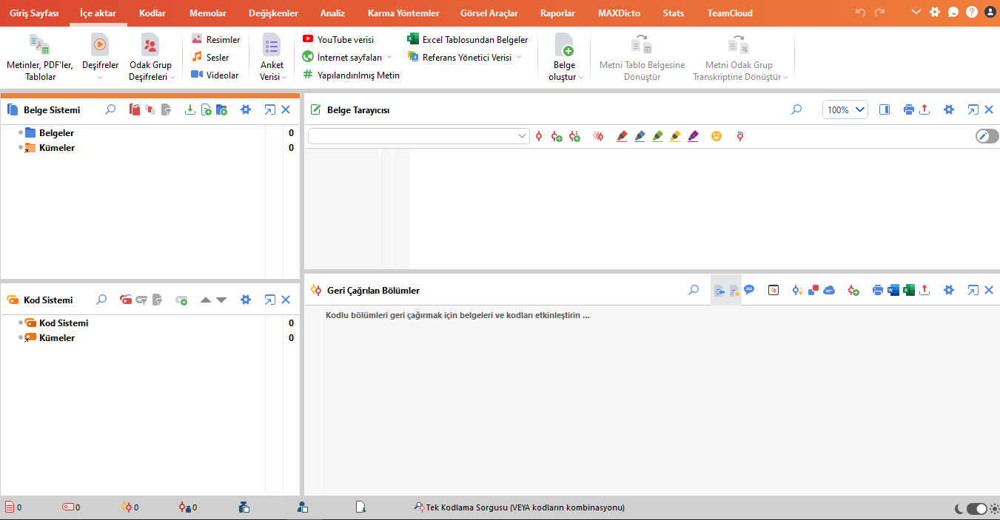 Giriş Sayfası İçe aktar Kodlar Memolar Değişkenler Analiz Karma Yöntemler Görsel Araçlar Raporlar MAXDicto Stats TeamCloud
Metinler, PDF'ler, Tablolar
Deşifreler
Odak Grup Deşifreleri
Resimler
Sesler
Videolar
Anket Verisi
YouTube verisi
İnternet sayfaları
Yapılandırılmış Metin
Excel Tablosundan Belgeler
Referans Yönetici Verisi
Belge oluştur
Metni Tablo Belgesine Dönüştür
Metni Odak Grup Transkriptine Dönüştür
Belge Sistemi
Belgeler 0
Kümeler 0
Belge Tarayıcısı
100%
Kod Sistemi
Kod Sistemi 0
Kümeler 0
Geri Çağrılan Bölümler
Kodlu bölümleri geri çağırmak için belgeleri ve kodları etkinleştirin ...
0 0 0 0 Tek Kodlama Sorgusu (VEYA kodların kombinasyonu)